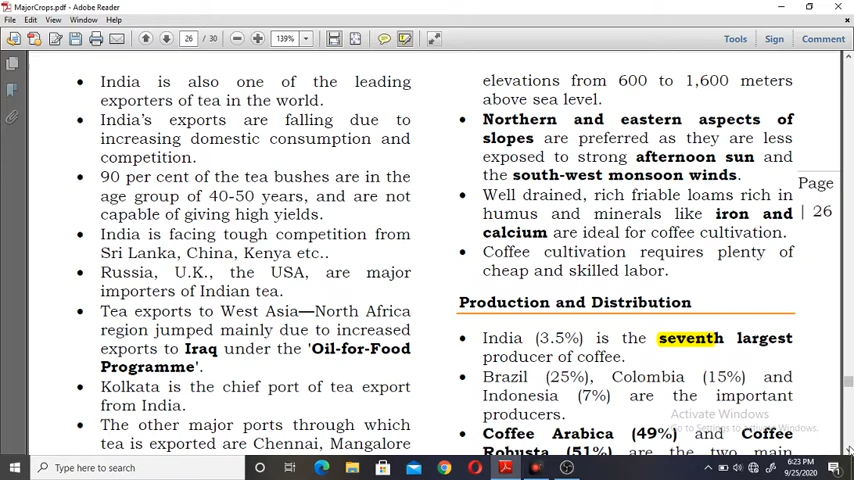 MajorCrops.pdf - Adobe Reader
File Edit View Window Help
26 / 30 139% Tools Sign Comment
India is also one of the leading
exporters of tea in the world.
India's exports are falling due to
increasing domestic consumption and
competition.
90 per cent of the tea bushes are in the
age group of 40-50 years, and are not
capable of giving high yields.
India is facing tough competition from
Sri Lanka, China, Kenya etc..
Russia, U.K., the USA, are major
importers of Indian tea.
Tea exports to West Asia—North Africa
region jumped mainly due to increased
exports to Iraq under the 'Oil-for-Food
Programme'.
Kolkata is the chief port of tea export
from India.
The other major ports through which
tea is exported are Chennai, Mangalore
elevations from 600 to 1,600 meters
above sea level.
Northern and eastern aspects of
slopes are preferred as they are less
exposed to strong afternoon sun and
the south-west monsoon winds.
Well drained, rich friable loams rich in
humus and minerals like iron and
calcium are ideal for coffee cultivation.
Coffee cultivation requires plenty of
cheap and skilled labor.
Production and Distribution
India (3.5%) is the seventh largest
producer of coffee.
Brazil (25%), Colombia (15%) and
Indonesia (7%) are the important
producers.
Coffee Arabica (49%) and Coffee
Robusta (51%) are the two main
Page
| 26
Activate Windows
Go to Settings to activate Windows.
Type here to search
6:23 PM
9/25/2020